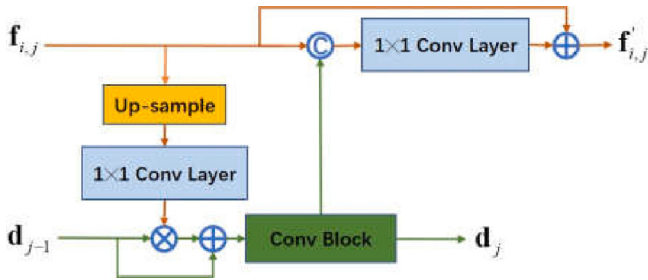 f_{i,j}
©
1×1 Conv Layer
f'_{i,j}
Up-sample
1×1 Conv Layer
d_{j-1}
Conv Block
d_j